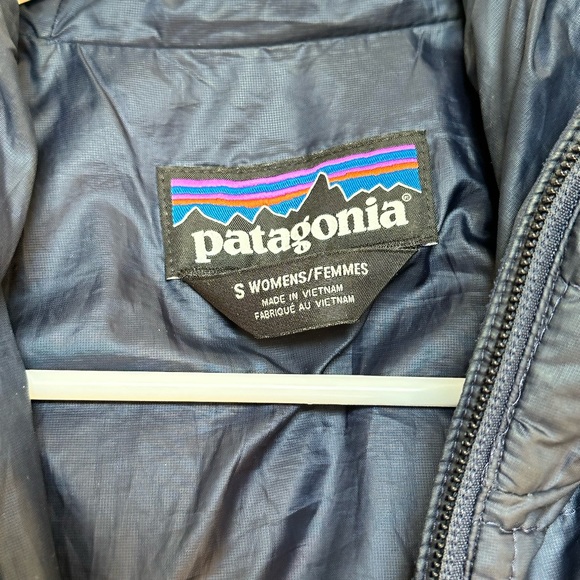 patagonia®
S WOMENS/FEMMES
MADE IN VIETNAM
FABRIQUÉ AU VIETNAM